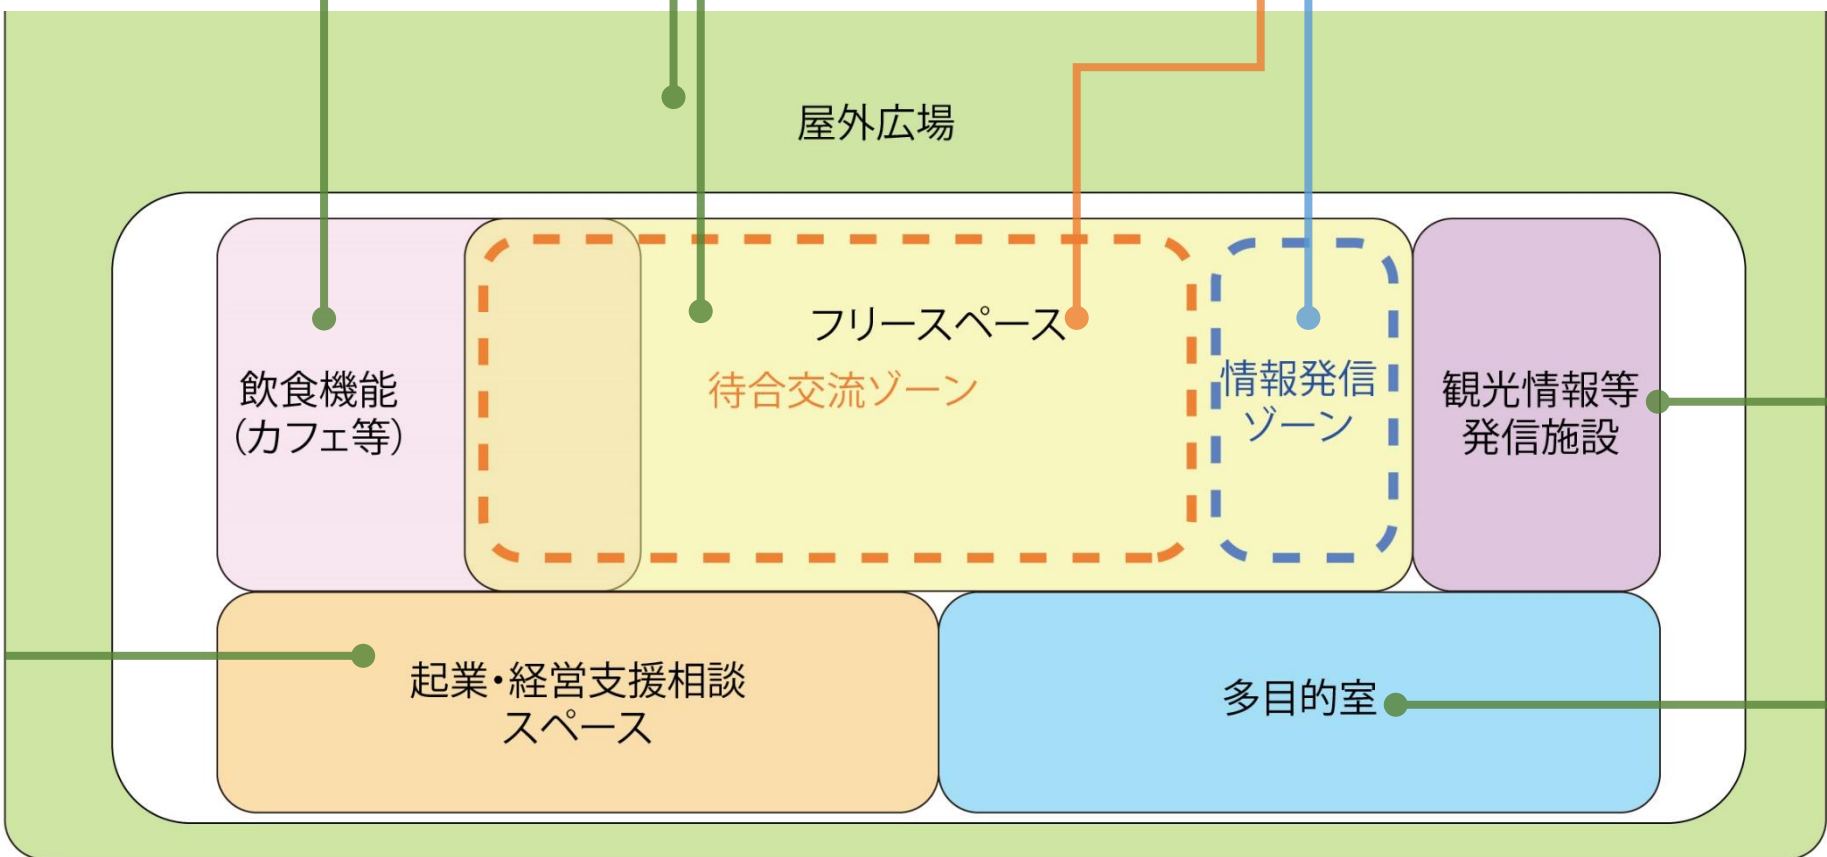 屋外広場
フリースペース
待合交流ゾーン
飲食機能
（カフェ等）
情報発信
ゾーン
観光情報等
発信施設
起業・経営支援相談
スペース
多目的室